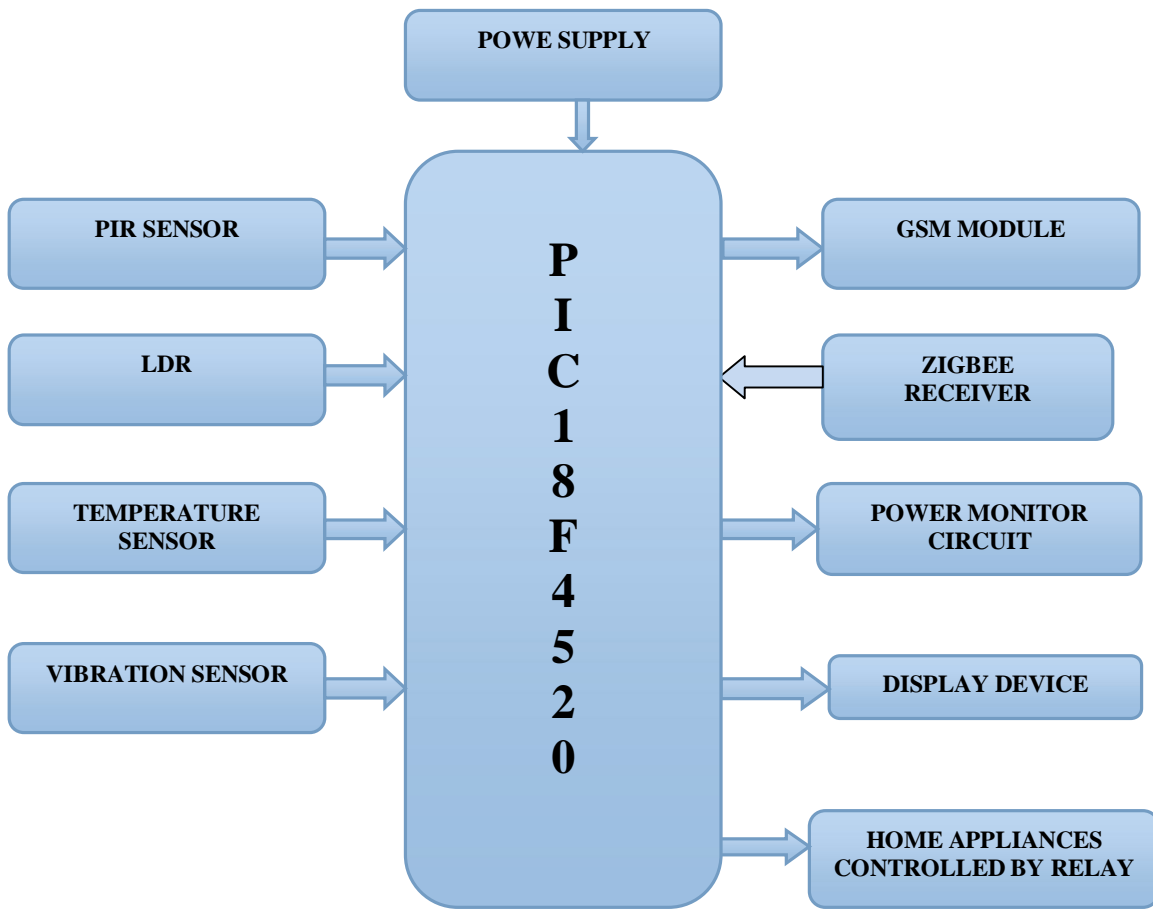 POWE SUPPLY
PIR SENSOR
LDR
TEMPERATURE
SENSOR
VIBRATION SENSOR
P
I
C
1
8
F
4
5
2
0
GSM MODULE
ZIGBEE
RECEIVER
POWER MONITOR
CIRCUIT
DISPLAY DEVICE
HOME APPLIANCES
CONTROLLED BY RELAY